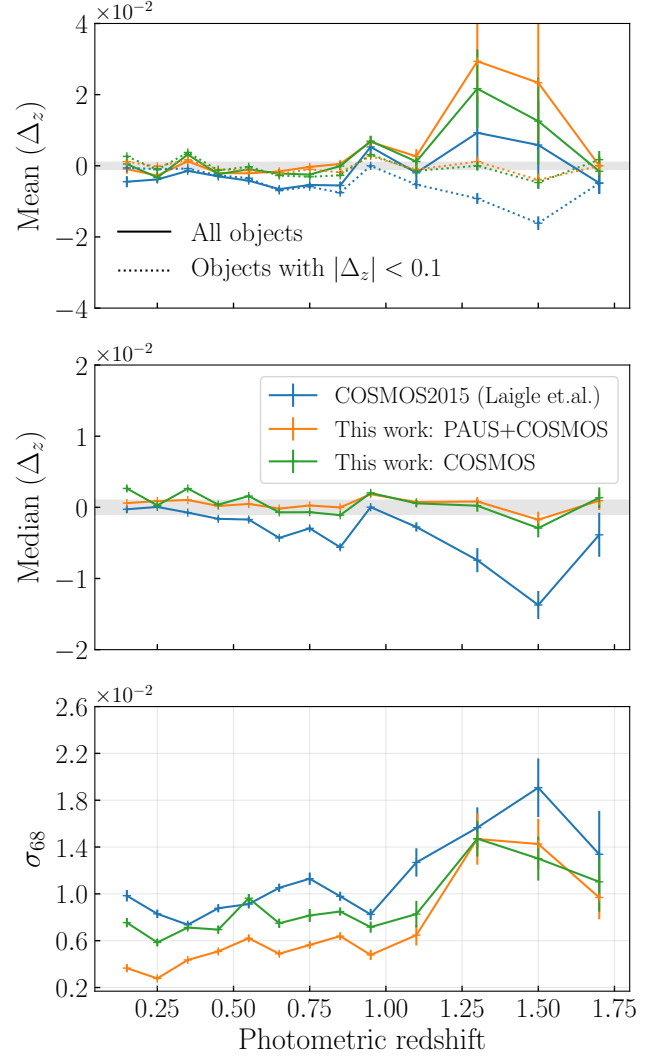 ×10⁻²
4
2
0
−2
−4
Mean (Δ_z)
All objects
Objects with |Δ_z| < 0.1
×10⁻²
2
1
0
−1
−2
Median (Δ_z)
COSMOS2015 (Laigle et.al.)
This work: PAUS+COSMOS
This work: COSMOS
×10⁻²
2.6
2.2
1.8
1.4
1.0
0.6
0.2
σ₆₈
0.25 0.50 0.75 1.00 1.25 1.50 1.75
Photometric redshift